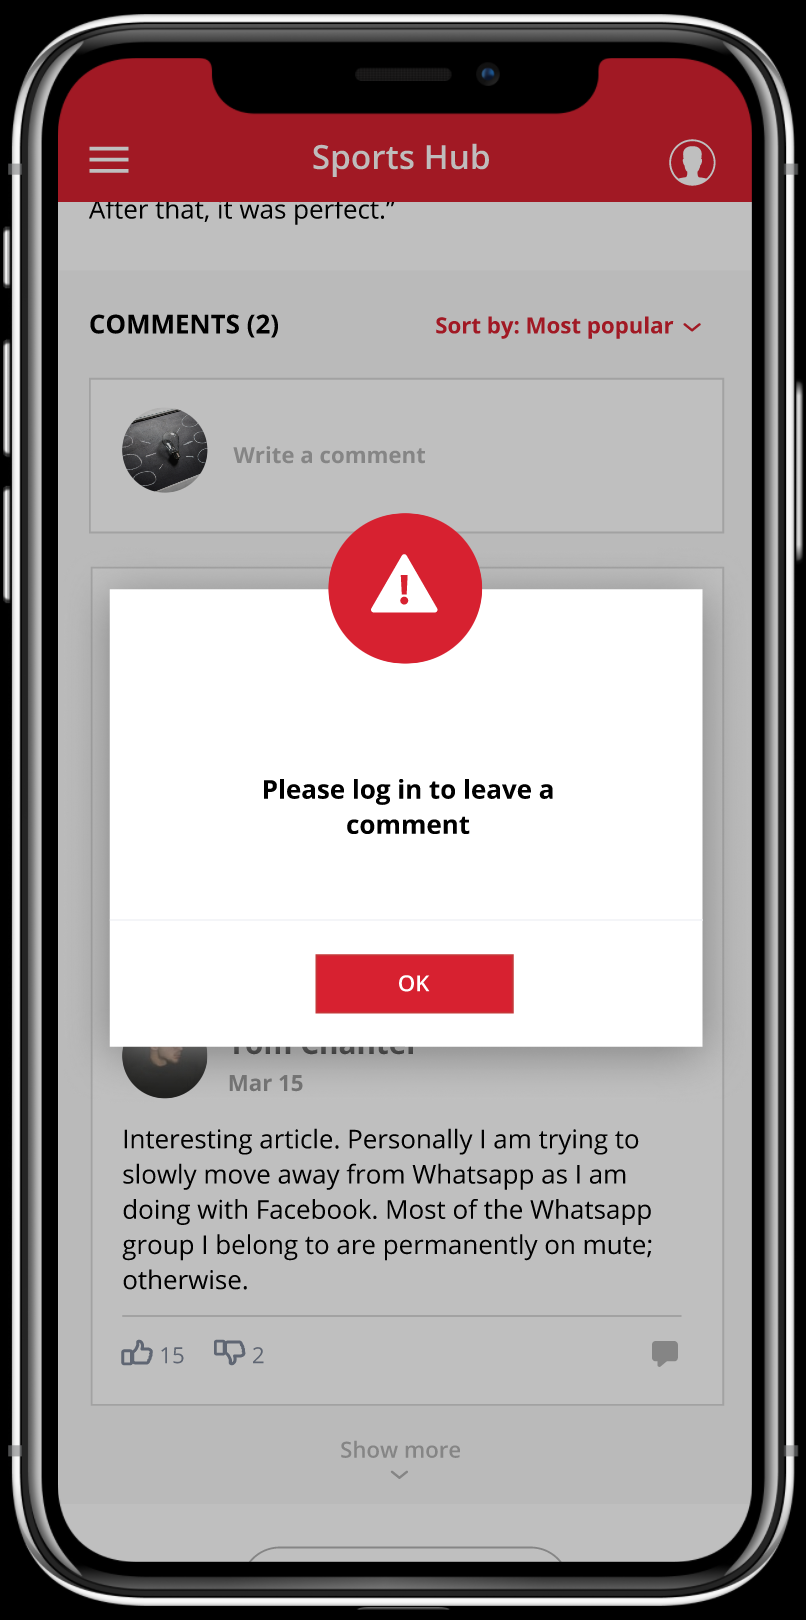 Sports Hub
After that, it was perfect.”
COMMENTS (2)
Sort by: Most popular
Write a comment
Please log in to leave a
comment
OK
Tom Chanter
Mar 15
Interesting article. Personally I am trying to
slowly move away from Whatsapp as I am
doing with Facebook. Most of the Whatsapp
group I belong to are permanently on mute;
otherwise.
15
2
Show more